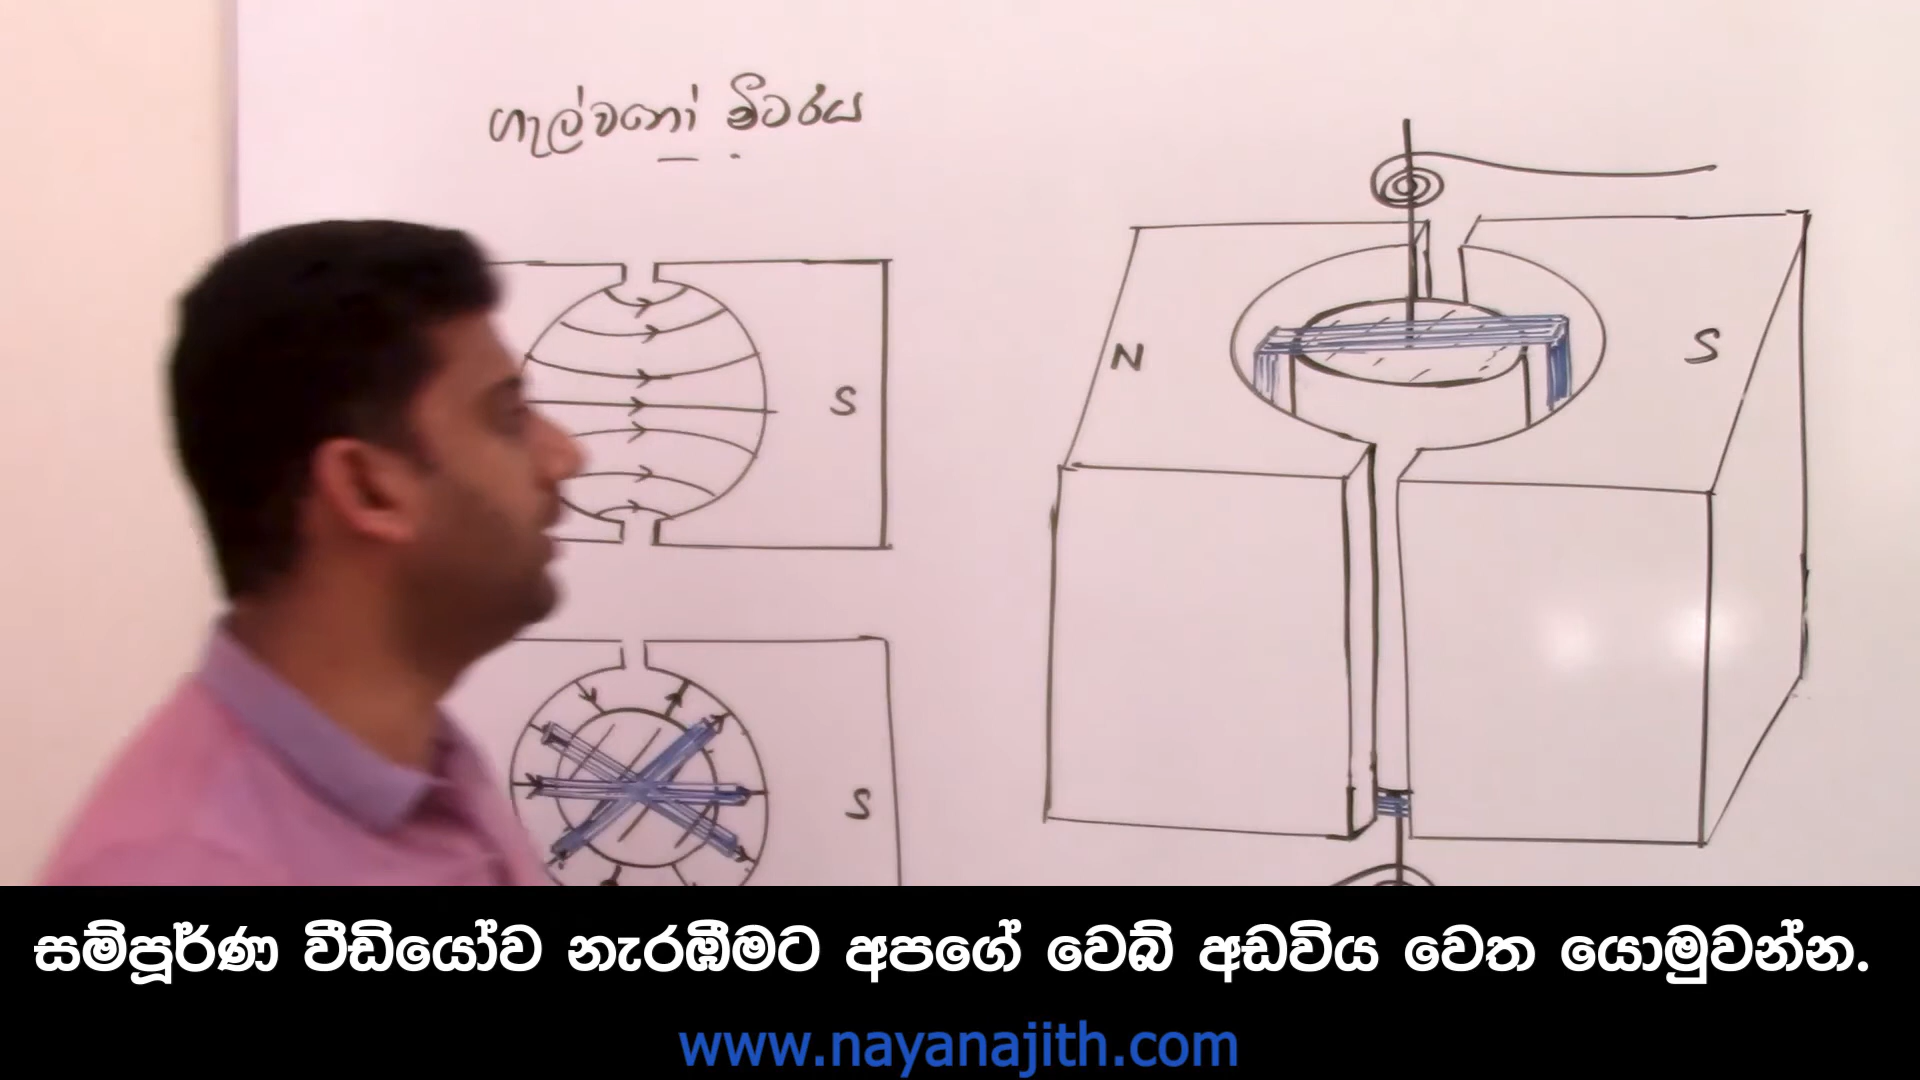 ගැල්වනෝ මීටරය
N
S
S
S
සම්පූර්ණ වීඩියෝව නැරඹීමට අපගේ වෙබ් අඩවිය වෙත යොමුවන්න.
www.nayanajith.com